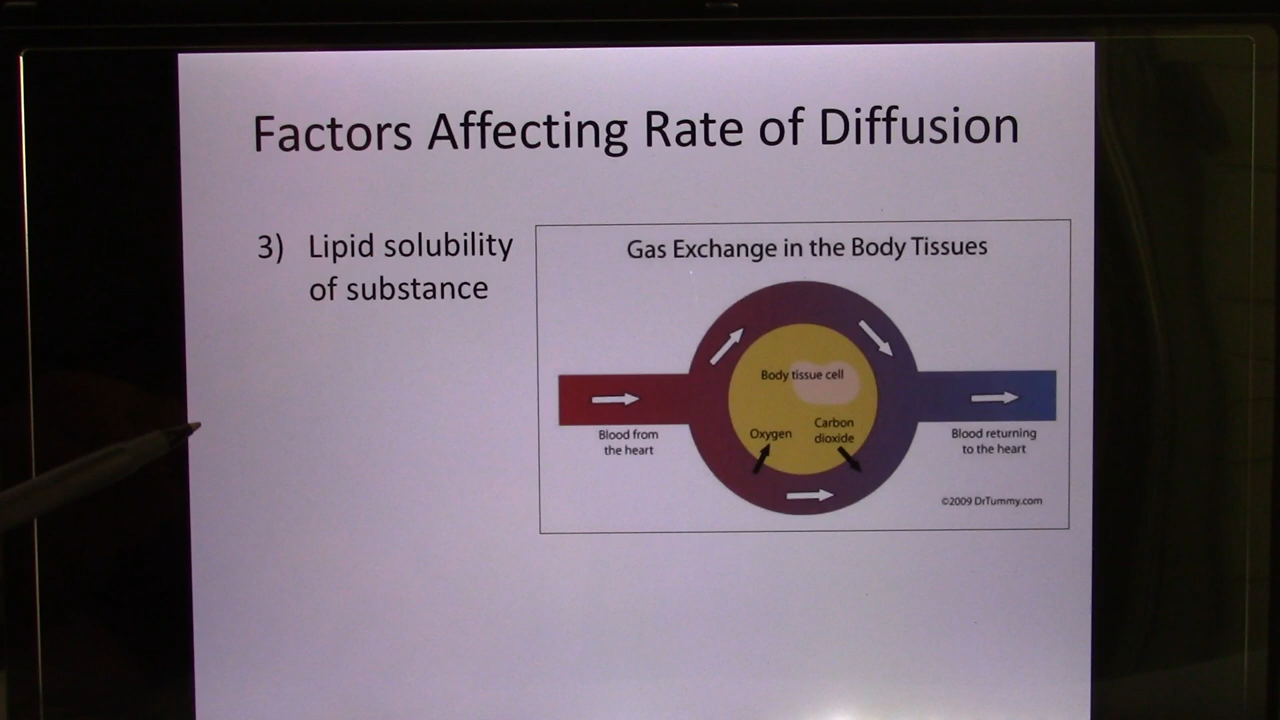 Factors Affecting Rate of Diffusion
3) Lipid solubility
of substance
Gas Exchange in the Body Tissues
Body tissue cell
Oxygen
Carbon
dioxide
Blood from
the heart
Blood returning
to the heart
©2009 DrTummy.com